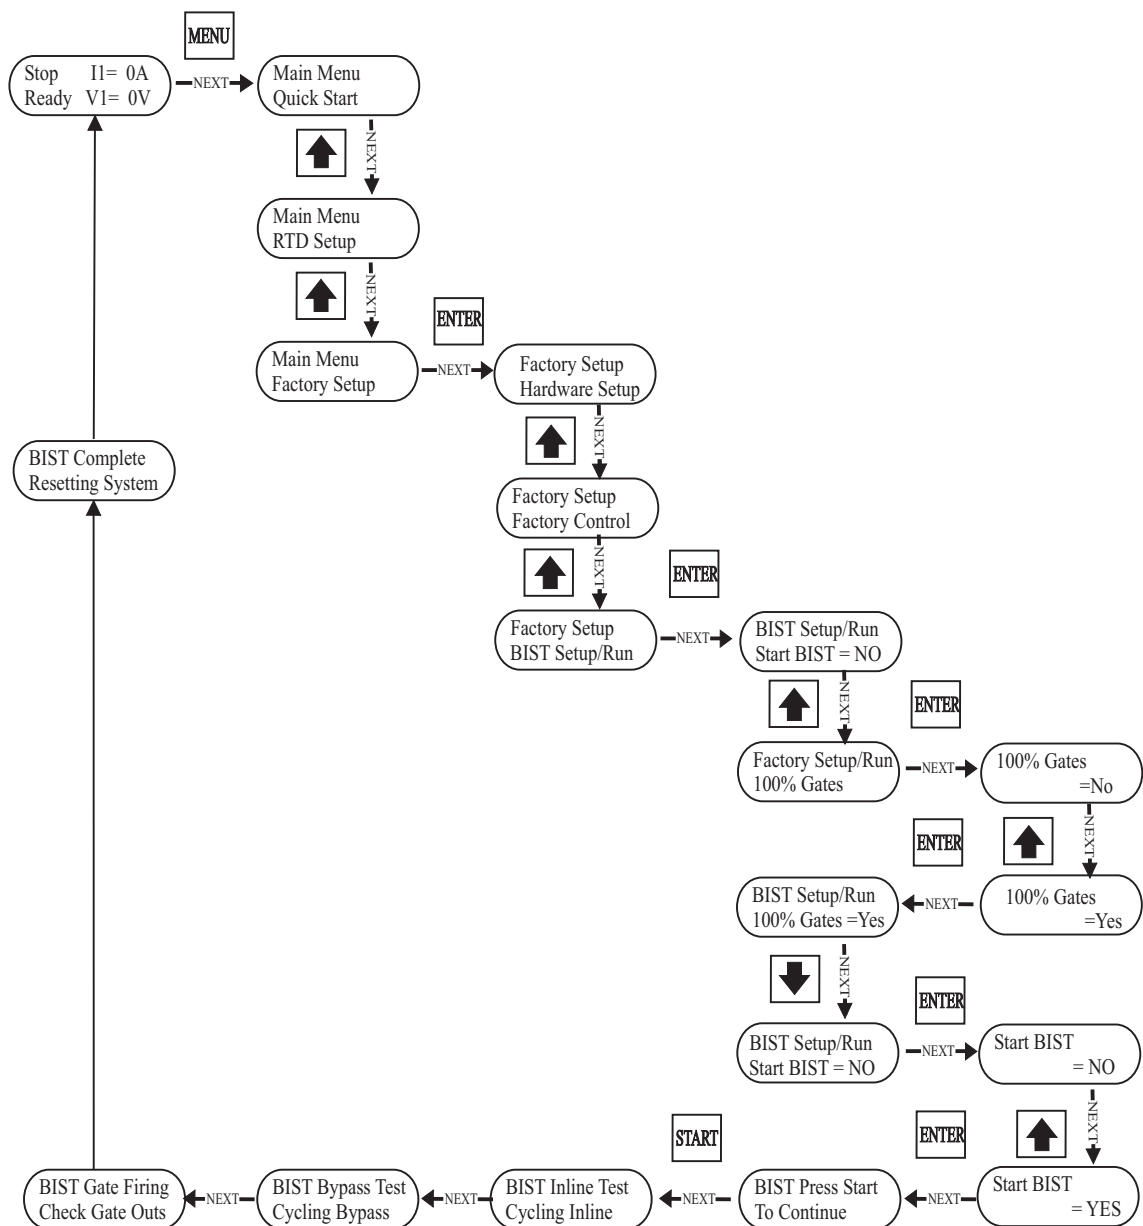 MENU
Stop I1= 0A
Ready V1= 0V
NEXT
Main Menu
Quick Start
NEXT
Main Menu
RTD Setup
NEXT
ENTER
Main Menu
Factory Setup
NEXT
Factory Setup
Hardware Setup
NEXT
BIST Complete
Resetting System
Factory Setup
Factory Control
NEXT
ENTER
Factory Setup
BIST Setup/Run
NEXT
BIST Setup/Run
Start BIST = NO
NEXT
ENTER
Factory Setup/Run
100% Gates
NEXT
100% Gates
=No
NEXT
ENTER
BIST Setup/Run
100% Gates =Yes
NEXT
100% Gates
=Yes
NEXT
ENTER
BIST Setup/Run
Start BIST = NO
NEXT
Start BIST
= NO
NEXT
START
ENTER
BIST Gate Firing
Check Gate Outs
NEXT
BIST Bypass Test
Cycling Bypass
NEXT
BIST Inline Test
Cycling Inline
NEXT
BIST Press Start
To Continue
NEXT
Start BIST
= YES